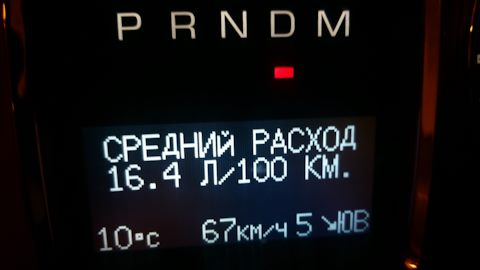 P R N D M
СРЕДНИЙ РАСХОД
16.4 Л/100 КМ.
10°C 67КМ/Ч 5 ↘ЮВ